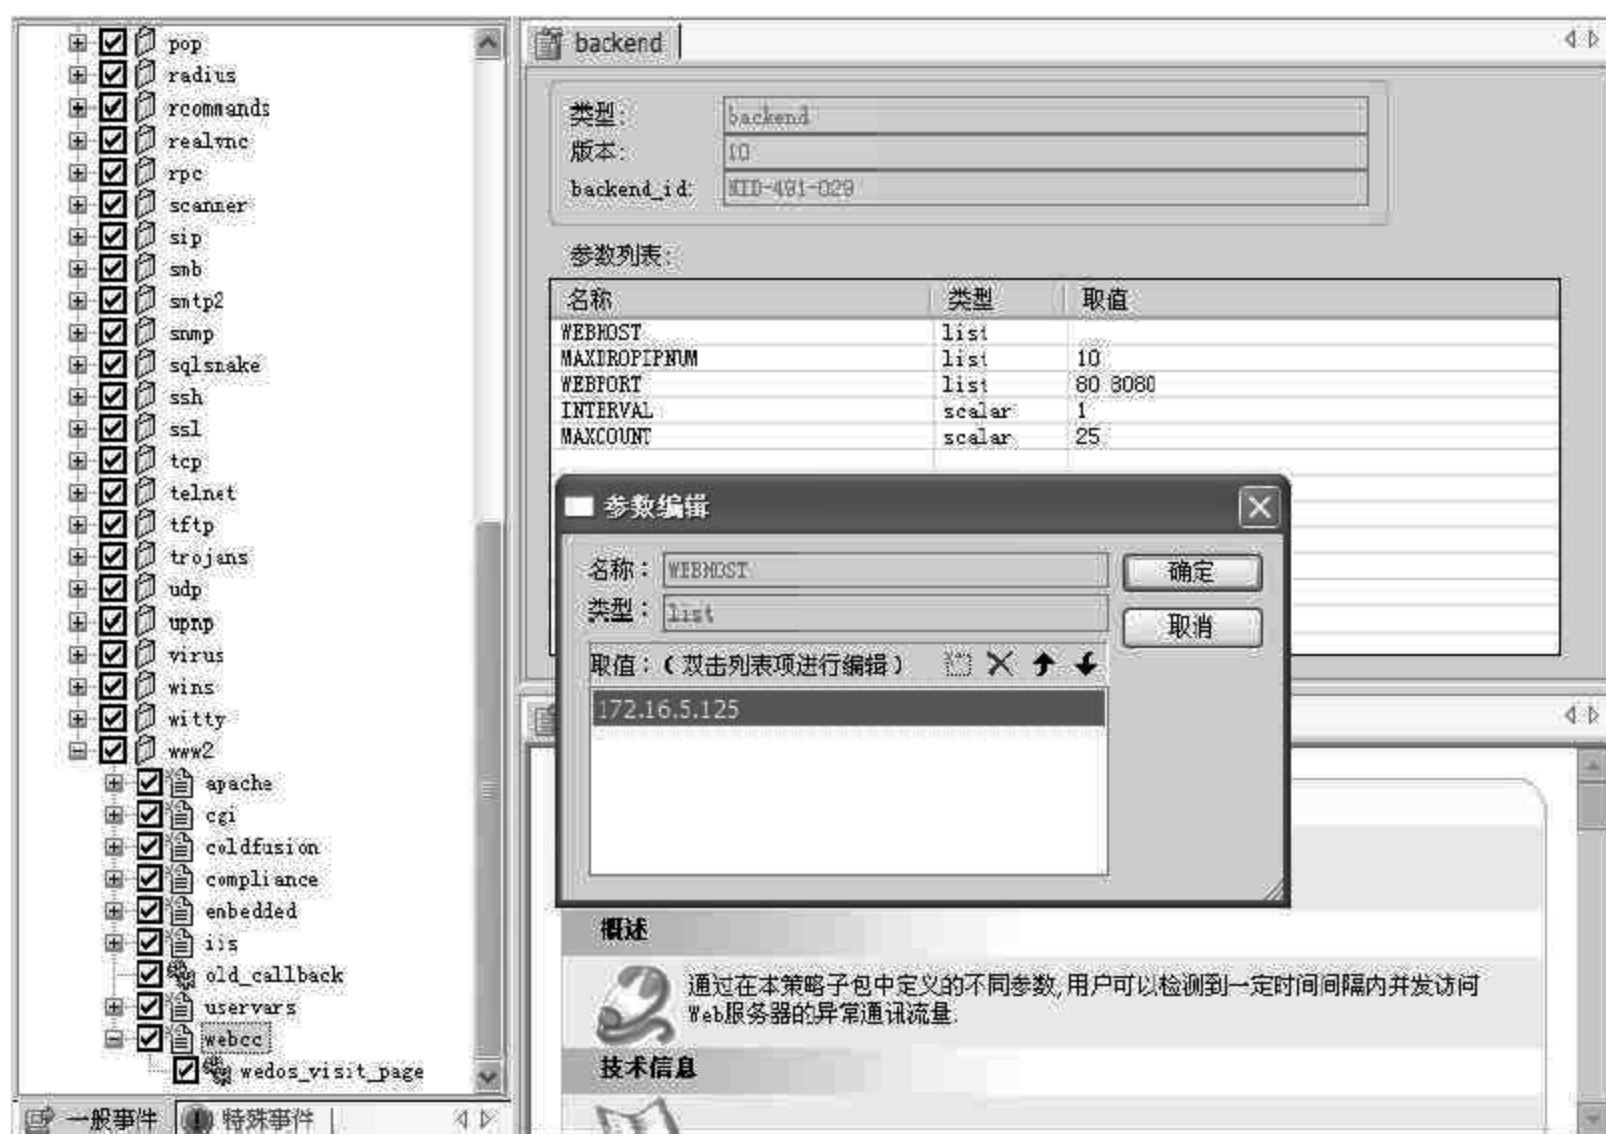 pop
radius
rcommands
realvnc
rpc
scanner
sip
smb
smtp2
snmp
sqlsnake
ssh
ssl
tcp
telnet
tftp
trojans
udp
upnp
virus
wins
witty
www2
apache
cgi
coldfusion
compliance
enbedded
iis
old_callback
uservars
webcc
wedos_visit_page
一般事件 特殊事件
backend
类型: backend
版本: 10
backend_id: NID-491-029
参数列表:
名称 类型 取值
WEBHOST list
MAXDROPIPNUM list 10
WEBPORT list 80 8080
INTERVAL scalar 1
MAXCOUNT scalar 25
参数编辑
名称: WEBHOST
确定
类型: list
取消
取值:(双击列表项进行编辑)
172.16.5.125
概述
通过在本策略子包中定义的不同参数,用户可以检测到一定时间间隔内并发访问
Web服务器的异常通讯流量.
技术信息